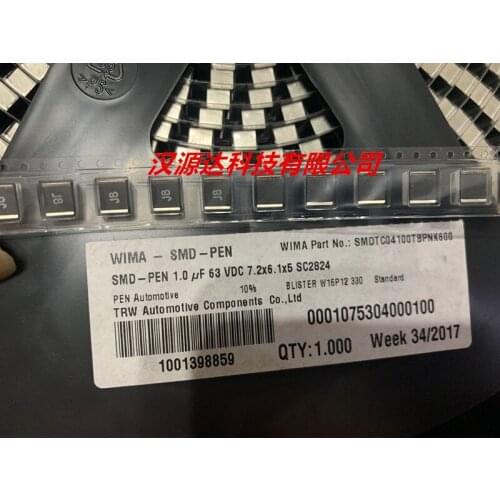 汉源达科技有限公司
J8 J8 J8 J8 J8
WIMA - SMD-PEN
WIMA Part No.: SMDTC04100TBPNK600
SMD-PEN 1.0 µF 63 VDC 7.2x6.1x5 SC2824
PEN Automotive 10% BLISTER W16P12 330 Standard
TRW Automotive Components Co.,Ltd
0001075304000100
1001398859
QTY:1.000 Week 34/2017